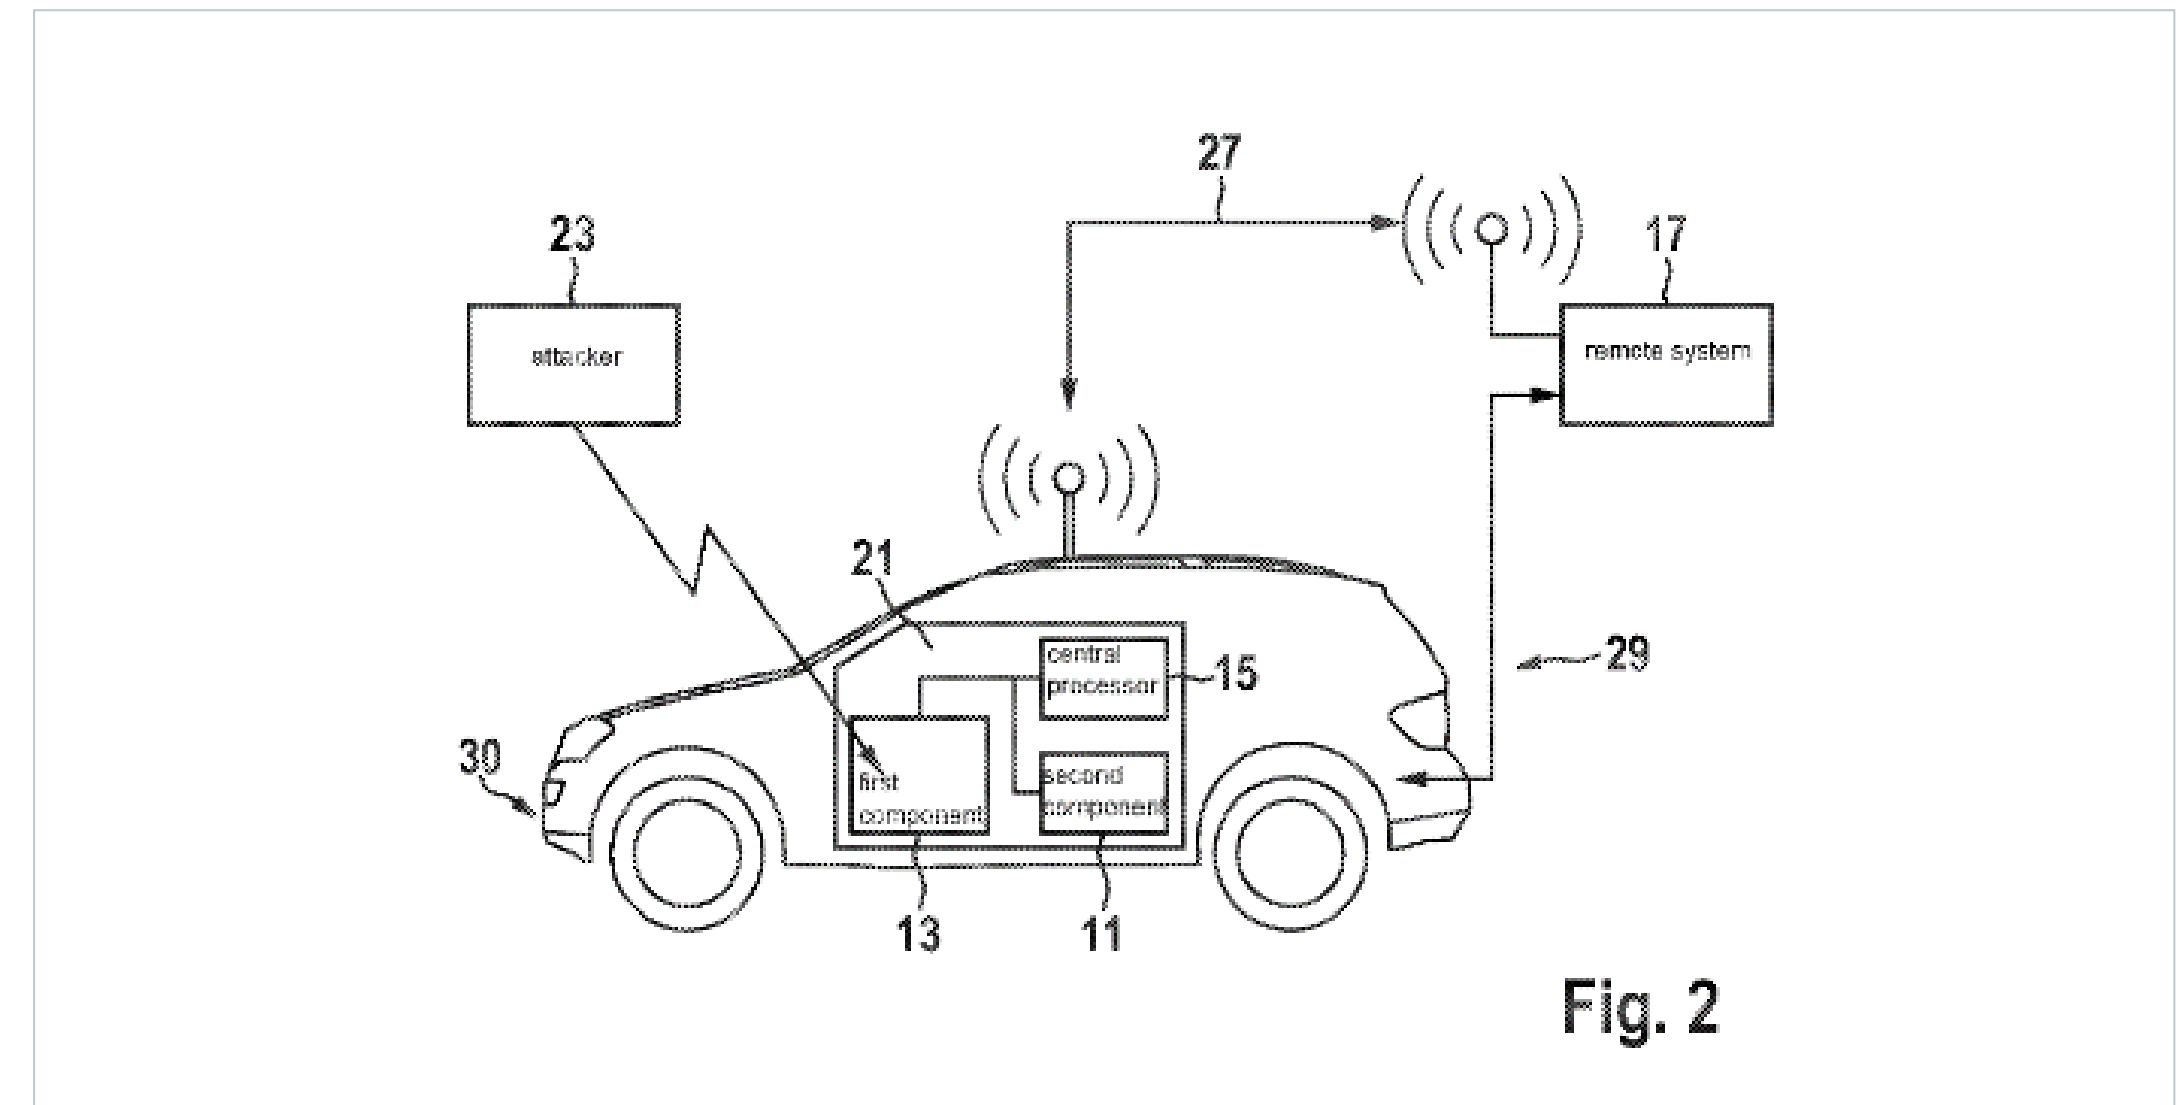 27
23
17
attacker
remote system
21
central
processor
15
29
30
first
component
second
component
13
11
Fig. 2